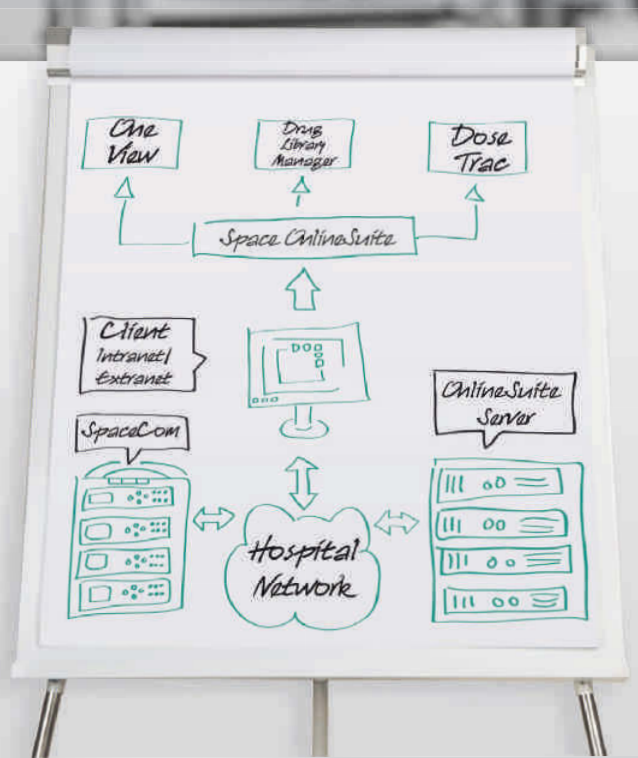 One
View
Drug
Library
Manager
Dose
Trac
Space OnlineSuite
Client
Intranet/
Extranet
SpaceCom
OnlineSuite
Server
Hospital
Network